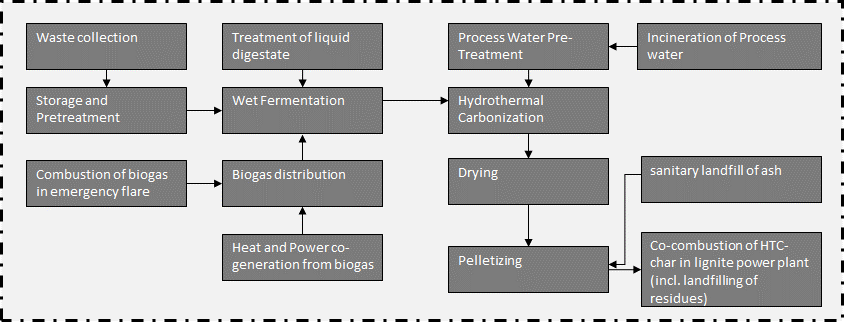 Waste collection
Treatment of liquid
digestate
Process Water Pre-
Treatment
Incineration of Process
water
Storage and
Pretreatment
Wet Fermentation
Hydrothermal
Carbonization
Combustion of biogas
in emergency flare
Biogas distribution
Drying
sanitary landfill of ash
Heat and Power co-
generation from biogas
Pelletizing
Co-combustion of HTC-
char in lignite power plant
(incl. landfilling of
residues)